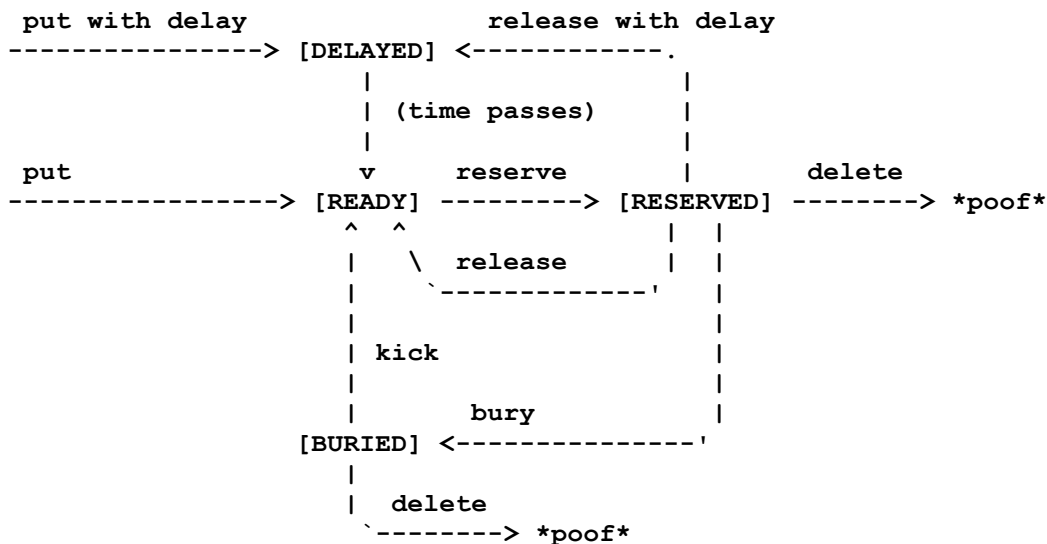 put with delay               release with delay
----------------> [DELAYED] <------------.
                      |                   |
                      | (time passes)     |
                      |                   |
put                   v     reserve       |       delete
-----------------> [READY] ---------> [RESERVED] --------> *poof*
                     ^  ^                |  |
                     |   \  release      |  |
                     |    `-------------'   |
                     |                      |
                     | kick                 |
                     |                      |
                     |       bury           |
                  [BURIED] <---------------'
                     |
                     |  delete
                      `--------> *poof*